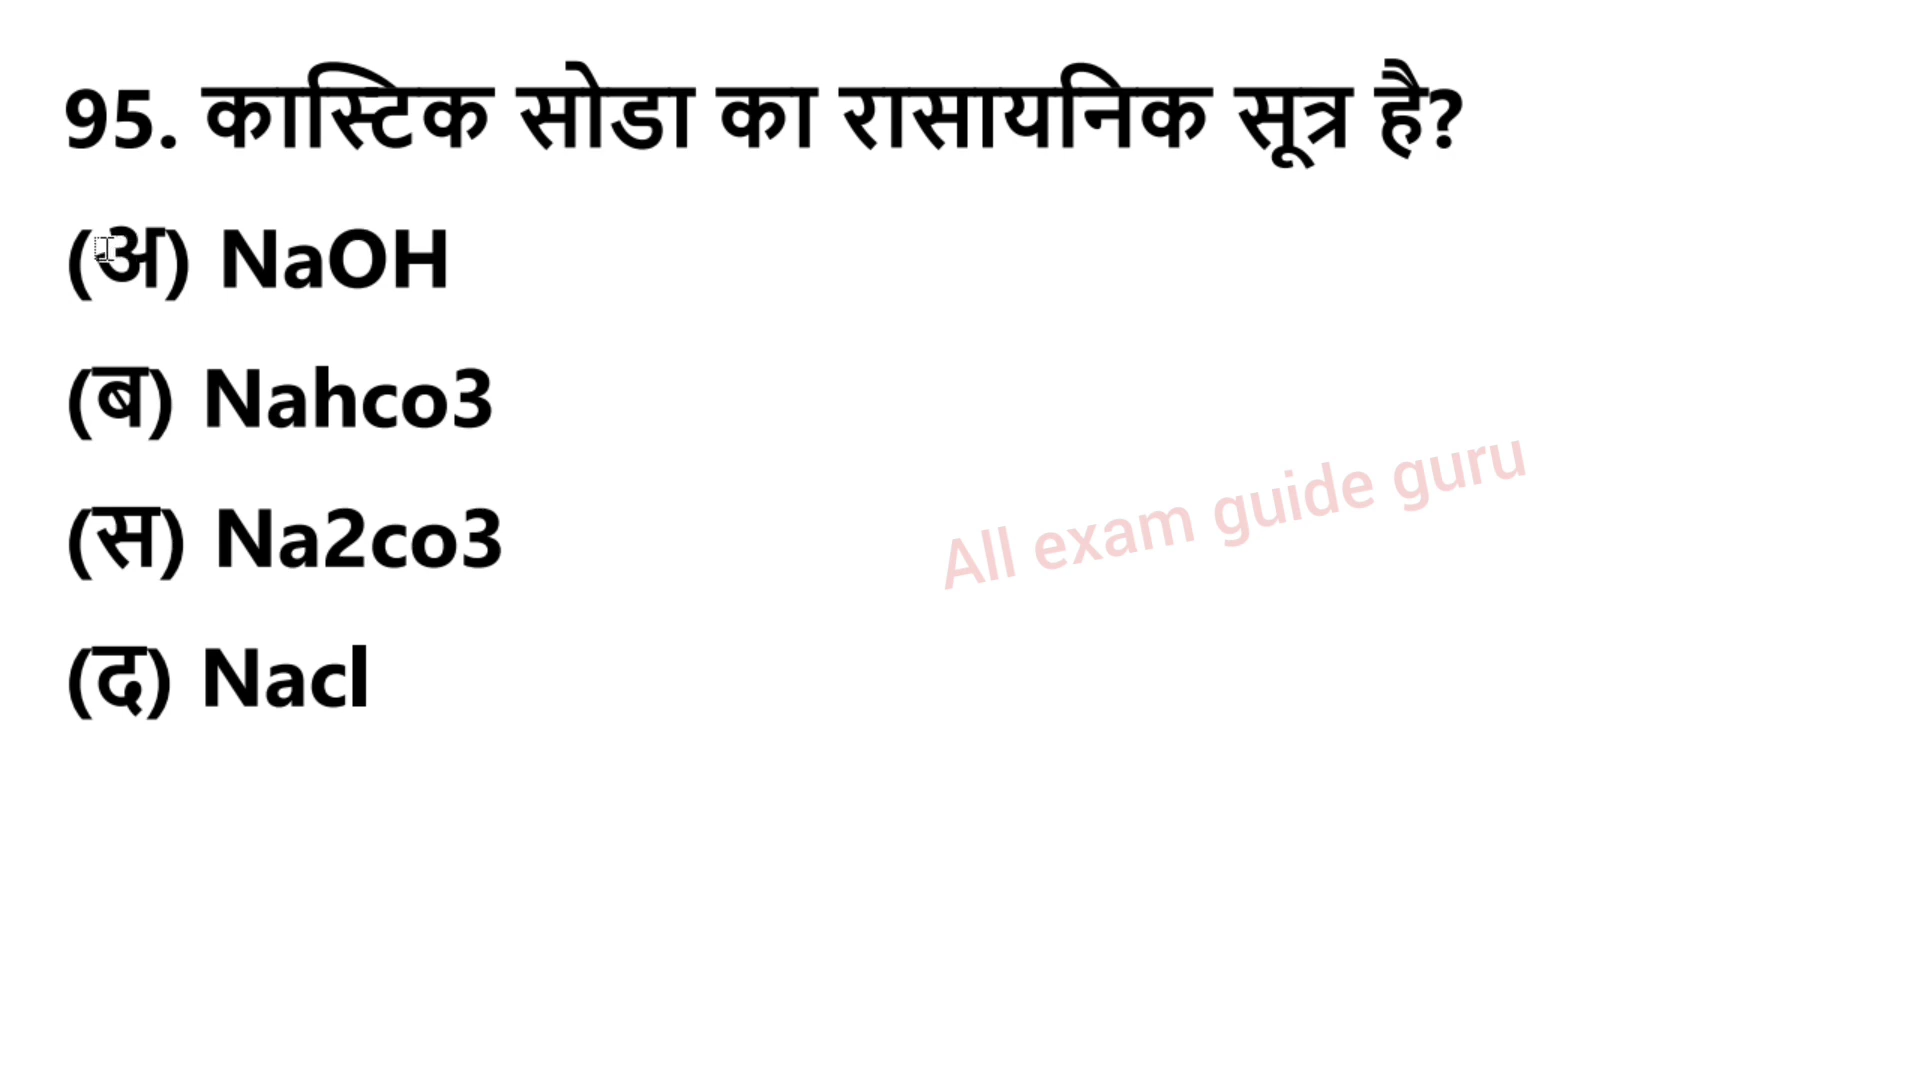 95. कास्टिक सोडा का रासायनिक सूत्र है?
(अ) NaOH
(ब) Nahco3
(स) Na2co3
(द) Nacl
All exam guide guru